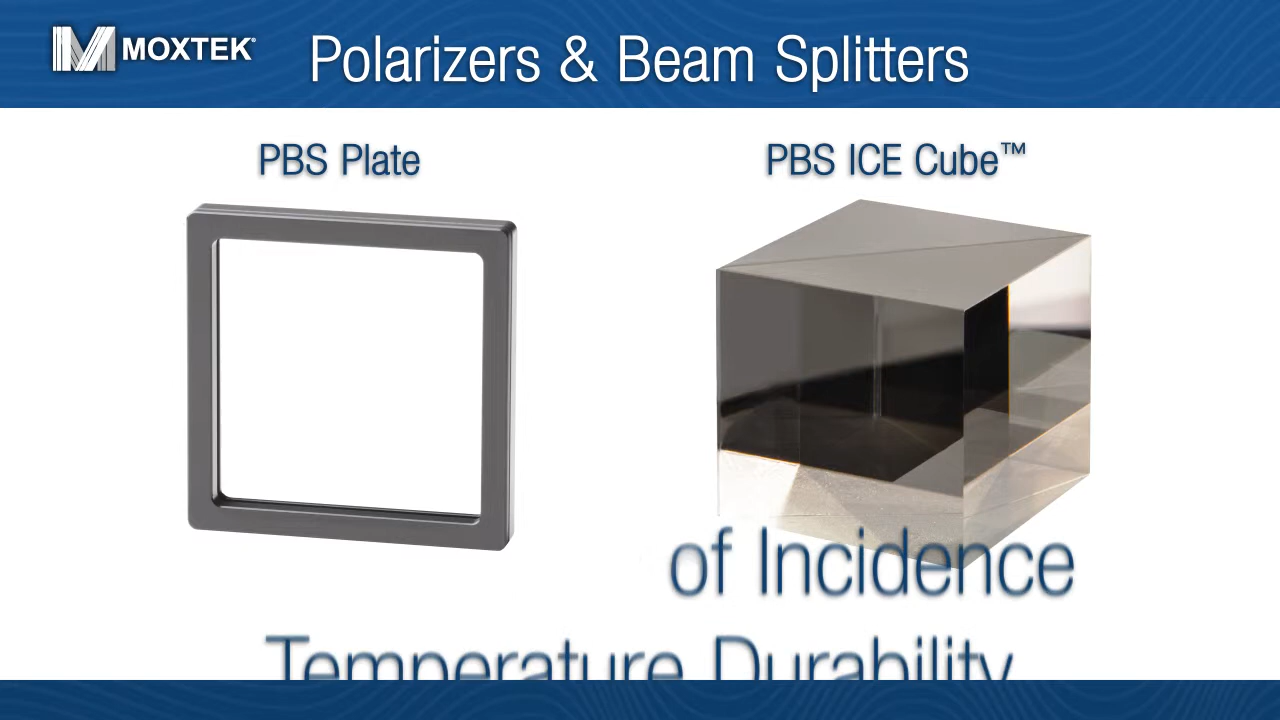 MOXTEK®
Polarizers & Beam Splitters
PBS Plate
PBS ICE Cube™
of Incidence
Temperature Durability